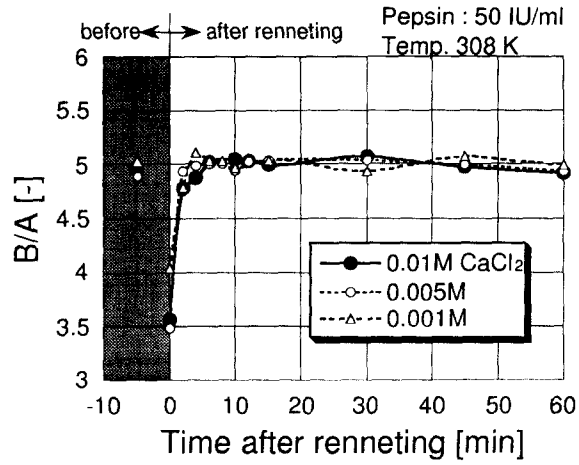 before after renneting
Pepsin : 50 IU/ml
Temp. 308 K
6
5.5
5
4.5
4
3.5
3
B/A [-]
0.01M CaCl₂
0.005M
0.001M
-10 0 10 20 30 40 50 60
Time after renneting [min]